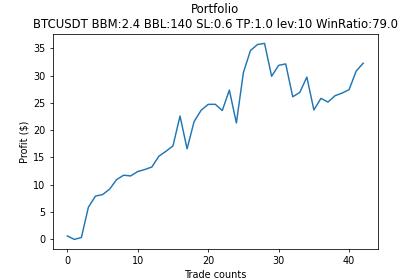 Portfolio
BTCUSDT BBM:2.4 BBL:140 SL:0.6 TP:1.0 lev:10 WinRatio:79.0
35
30
25
20
15
10
5
0
Profit ($)
0 10 20 30 40
Trade counts